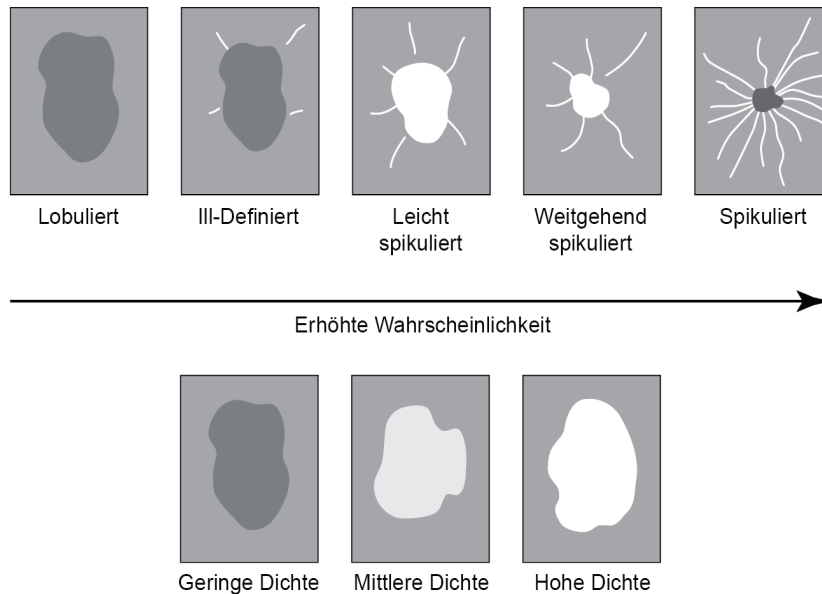 Lobuliert
Ill-Definiert
Leicht
spikuliert
Weitgehend
spikuliert
Spikuliert
Erhöhte Wahrscheinlichkeit
Geringe Dichte
Mittlere Dichte
Hohe Dichte